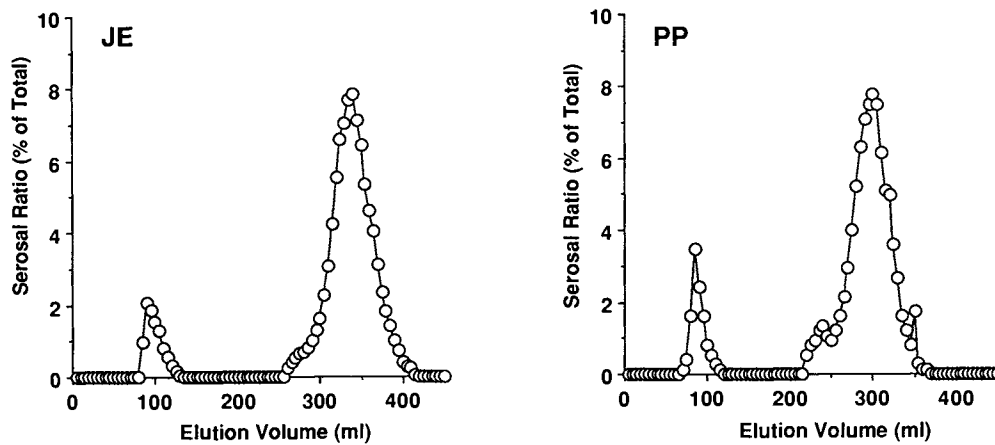 JE
Serosal Ratio (% of Total)
10
8
6
4
2
0
0 100 200 300 400
Elution Volume (ml)
PP
Serosal Ratio (% of Total)
10
8
6
4
2
0
0 100 200 300 400
Elution Volume (ml)